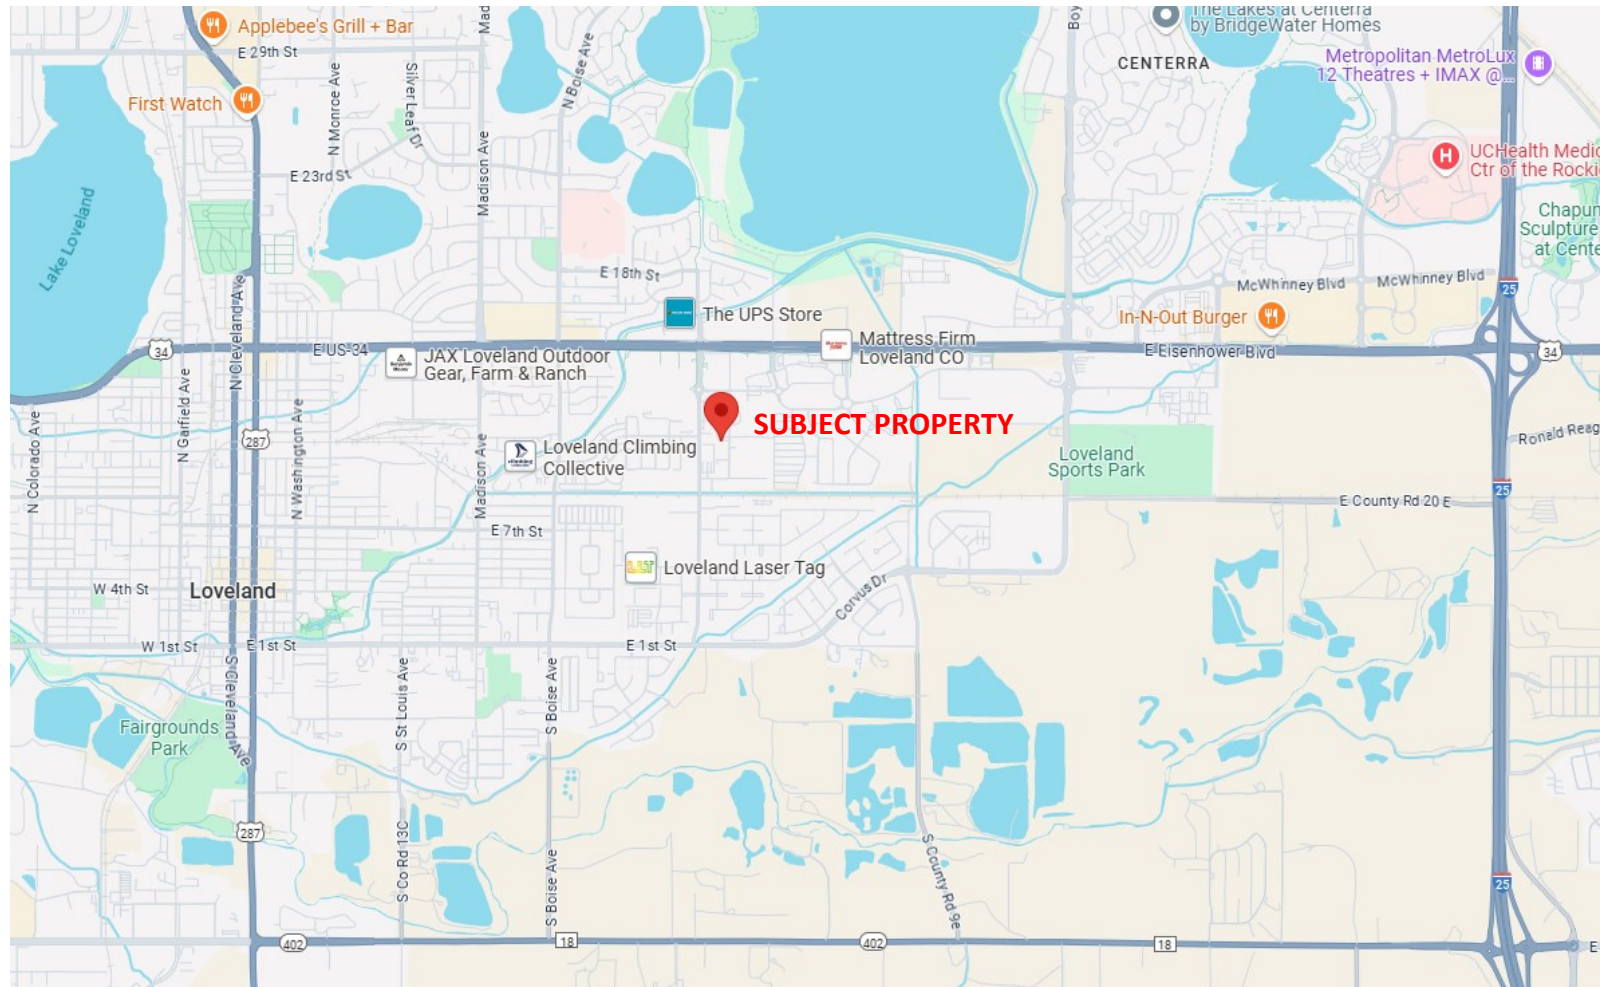 Applebee's Grill + Bar
E 29th St
Mad
Boy
The Lakes at Centerra
by BridgeWater Homes
CENTERRA
Metropolitan MetroLux
12 Theatres + IMAX @...
First Watch
N Monroe Ave
Silver Leaf Dr
N Boise Ave
Madison Ave
E 23rd St
UCHealth Medic
Ctr of the Rocki
Lake Loveland
Chapun
Sculpture
at Cente
E 18th St
McWhinney Blvd
McWhinney Blvd
25
The UPS Store
In-N-Out Burger
Mattress Firm
Loveland CO
34
E US-34
E Eisenhower Blvd
34
JAX Loveland Outdoor
Gear, Farm & Ranch
N Cleveland Ave
N Garfield Ave
N Washington Ave
N Colorado Ave
287
SUBJECT PROPERTY
Loveland Climbing
Collective
Madison Ave
Loveland
Sports Park
Ronald Reag
25
E County Rd 20 E
E 7th St
Loveland Laser Tag
W 4th St
Loveland
Corvus Dr
W 1st St
E 1st St
E 1st St
S Cleveland Ave
S St Louis Ave
S Boise Ave
Fairgrounds
Park
287
S Co Rd 13C
S Boise Ave
S County Rd 9e
25
402
18
402
18
E